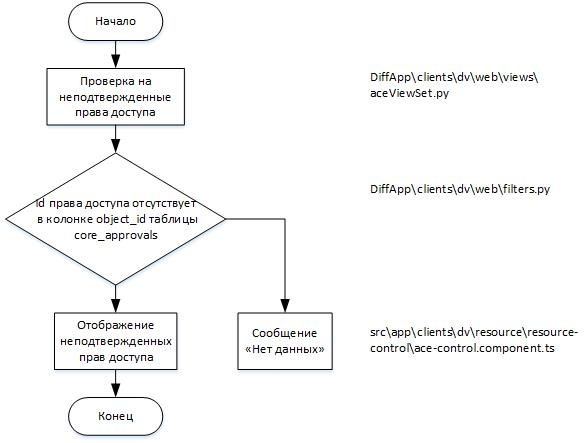 Начало
Проверка на
неподтвержденные
права доступа
DiffApp\clients\dv\web\views\
aceViewSet.py
id права доступа отсутствует
в колонке object_id таблицы
core_approvals
DiffApp\clients\dv\web\filters.py
Отображение
неподтвержденных
прав доступа
Сообщение
«Нет данных»
src\app\clients\dv\resource\resource-
control\ace-control.component.ts
Конец